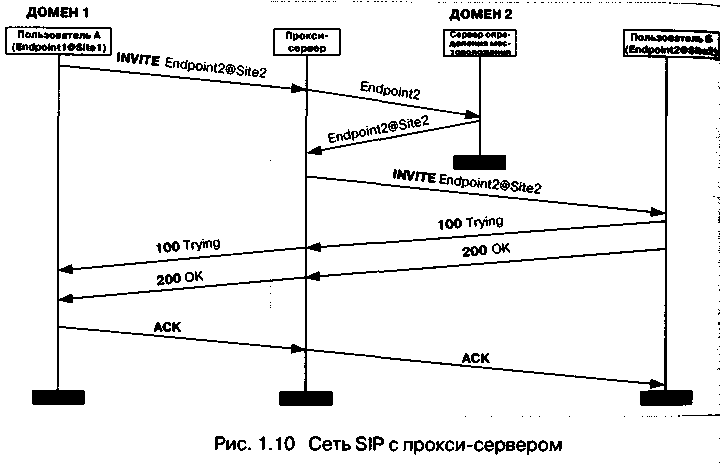 ДОМЕН 1
ДОМЕН 2
Пользователь А
(Endpoint1@Site1)
Прокси-
сервер
Сервер опре-
деления мес-
тоположения
Пользователь Б
(Endpoint2@Site2)
INVITE Endpoint2@Site2
Endpoint2
Endpoint2@Site2
INVITE Endpoint2@Site2
100 Trying
100 Trying
200 OK
200 OK
ACK
ACK
Рис. 1.10 Сеть SIP с прокси-сервером